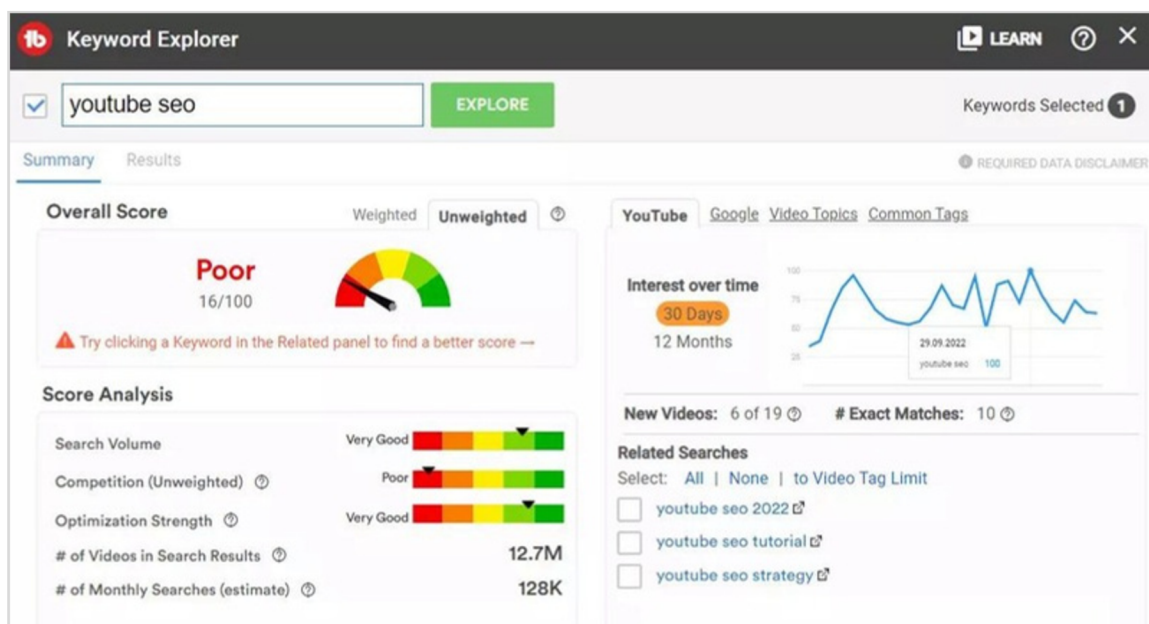 tb Keyword Explorer LEARN
youtube seo EXPLORE Keywords Selected 1
Summary Results REQUIRED DATA DISCLAIMER
Overall Score Weighted Unweighted
Poor
16/100
Try clicking a Keyword in the Related panel to find a better score →
Score Analysis
Search Volume Very Good
Competition (Unweighted) Poor
Optimization Strength Very Good
# of Videos in Search Results 12.7M
# of Monthly Searches (estimate) 128K
YouTube Google Video Topics Common Tags
Interest over time
30 Days
12 Months
100
75
50
25
29.09.2022
youtube seo 100
New Videos: 6 of 19 # Exact Matches: 10
Related Searches
Select: All | None | to Video Tag Limit
youtube seo 2022
youtube seo tutorial
youtube seo strategy